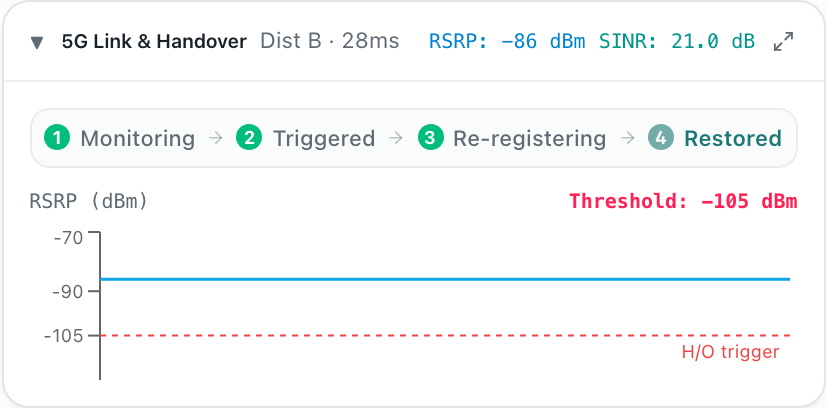 ▼ 5G Link & Handover Dist B · 28ms RSRP: −86 dBm SINR: 21.0 dB
1 Monitoring → 2 Triggered → 3 Re-registering → 4 Restored
RSRP (dBm) Threshold: −105 dBm
-70
-90
-105
H/O trigger